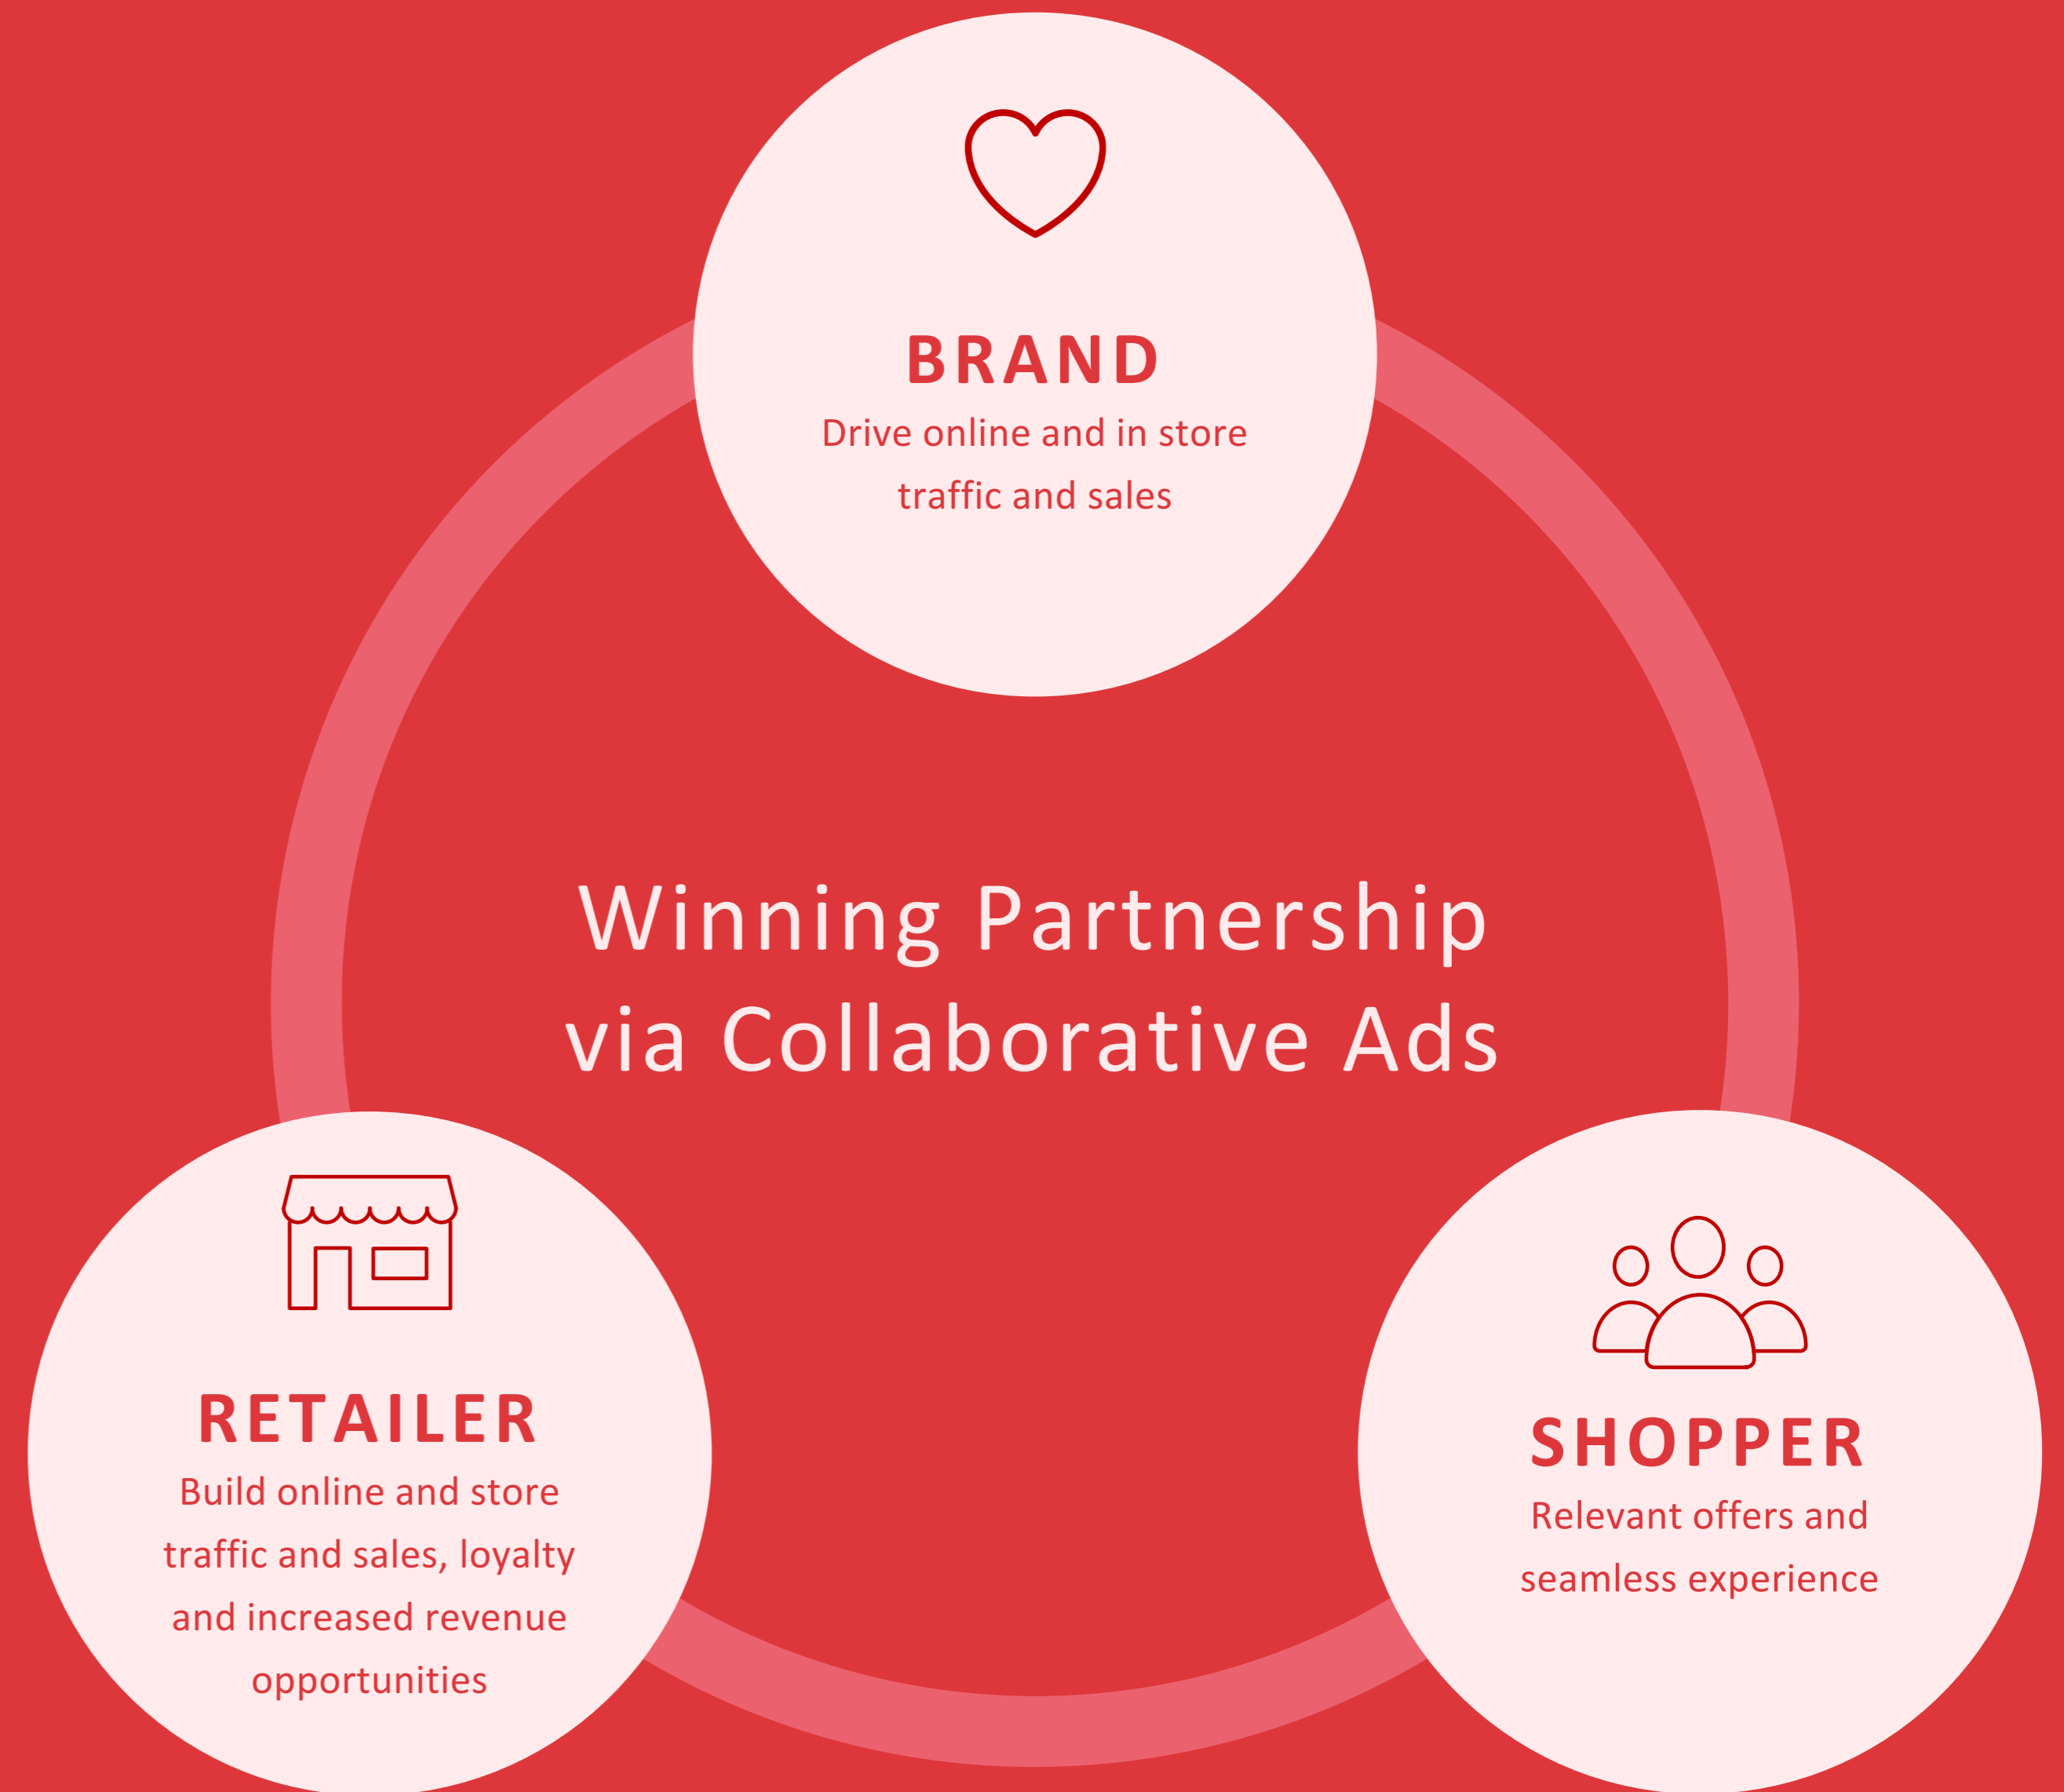 BRAND
Drive online and in store
traffic and sales
Winning Partnership
via Collaborative Ads
RETAILER
Build online and store
traffic and sales, loyalty
and increased revenue
opportunities
SHOPPER
Relevant offers and
seamless experience